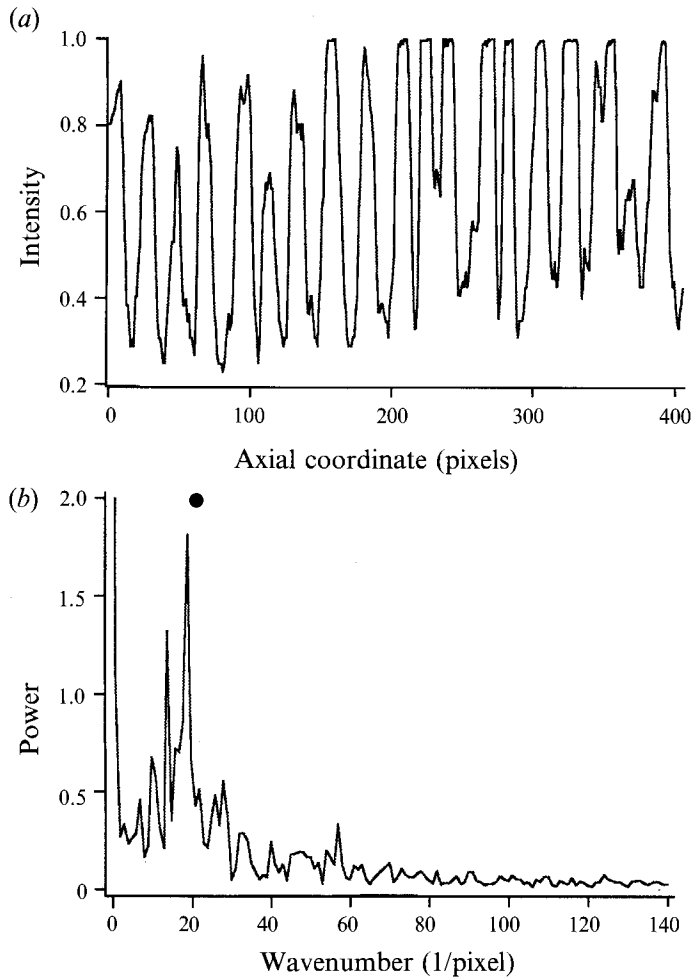 (a)
1.0
0.8
0.6
0.4
0.2
Intensity
0 100 200 300 400
Axial coordinate (pixels)
(b)
2.0
1.5
1.0
0.5
0
Power
0 20 40 60 80 100 120 140
Wavenumber (1/pixel)